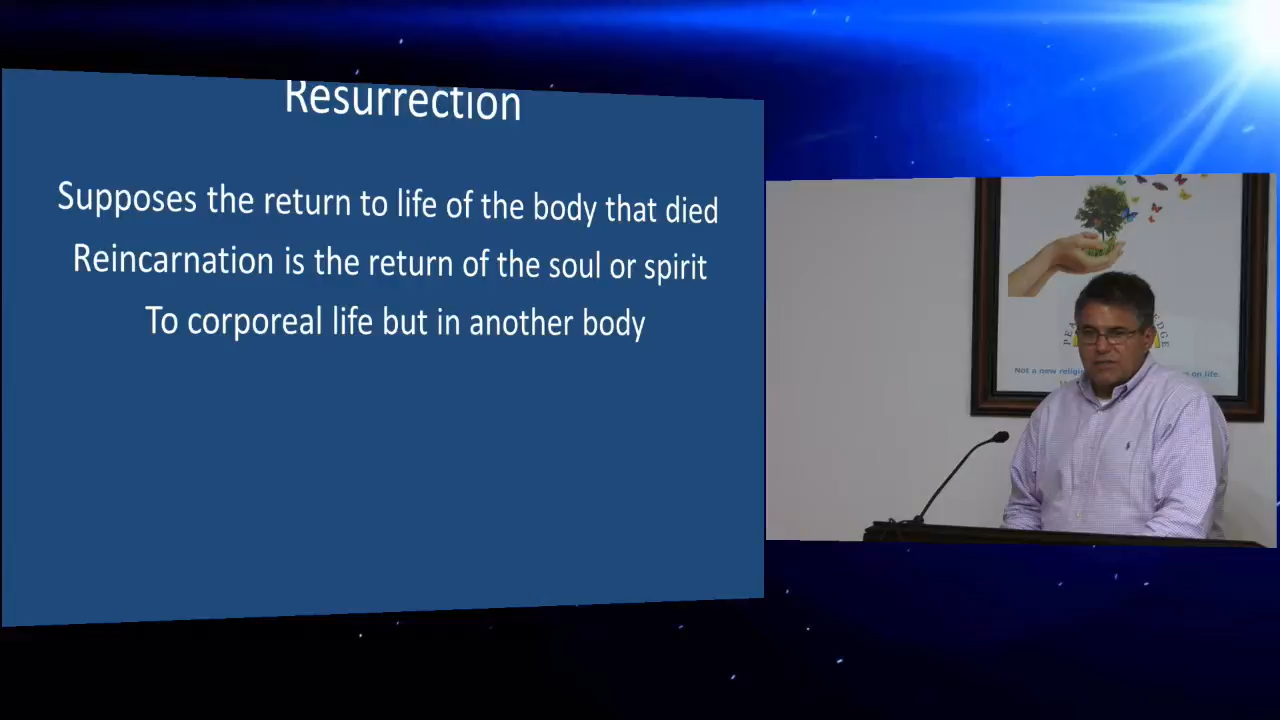 Resurrection
Supposes the return to life of the body that died
Reincarnation is the return of the soul or spirit
To corporeal life but in another body
Not a new
on life.